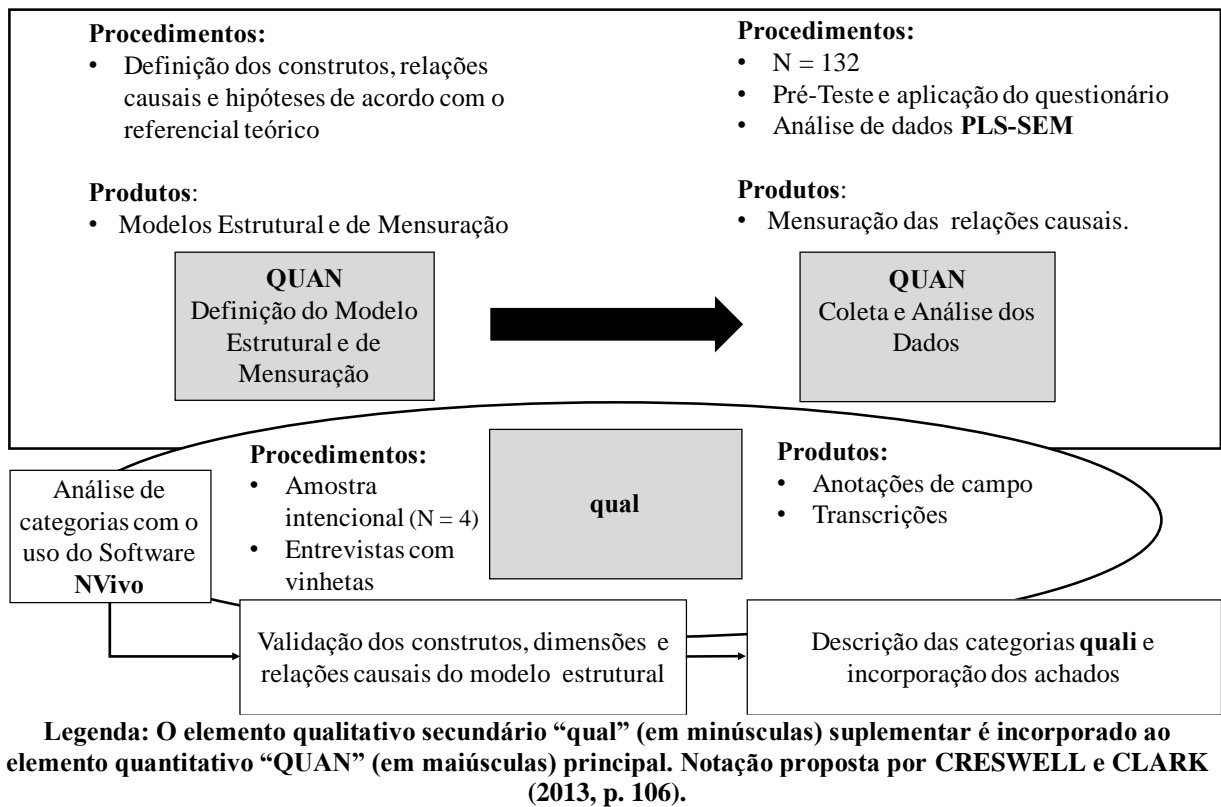 Procedimentos:
• Definição dos construtos, relações
causais e hipóteses de acordo com o
referencial teórico
Produtos:
• Modelos Estrutural e de Mensuração
Procedimentos:
• N = 132
• Pré-Teste e aplicação do questionário
• Análise de dados PLS-SEM
Produtos:
• Mensuração das relações causais.
QUAN
Definição do Modelo
Estrutural e de
Mensuração
QUAN
Coleta e Análise dos
Dados
Análise de
categorias com o
uso do Software
NVivo
Procedimentos:
• Amostra
intencional (N = 4)
• Entrevistas com
vinhetas
qual
Produtos:
• Anotações de campo
• Transcrições
Validação dos construtos, dimensões e
relações causais do modelo estrutural
Descrição das categorias quali e
incorporação dos achados
Legenda: O elemento qualitativo secundário “qual” (em minúsculas) suplementar é incorporado ao
elemento quantitativo “QUAN” (em maiúsculas) principal. Notação proposta por CRESWELL e CLARK
(2013, p. 106).